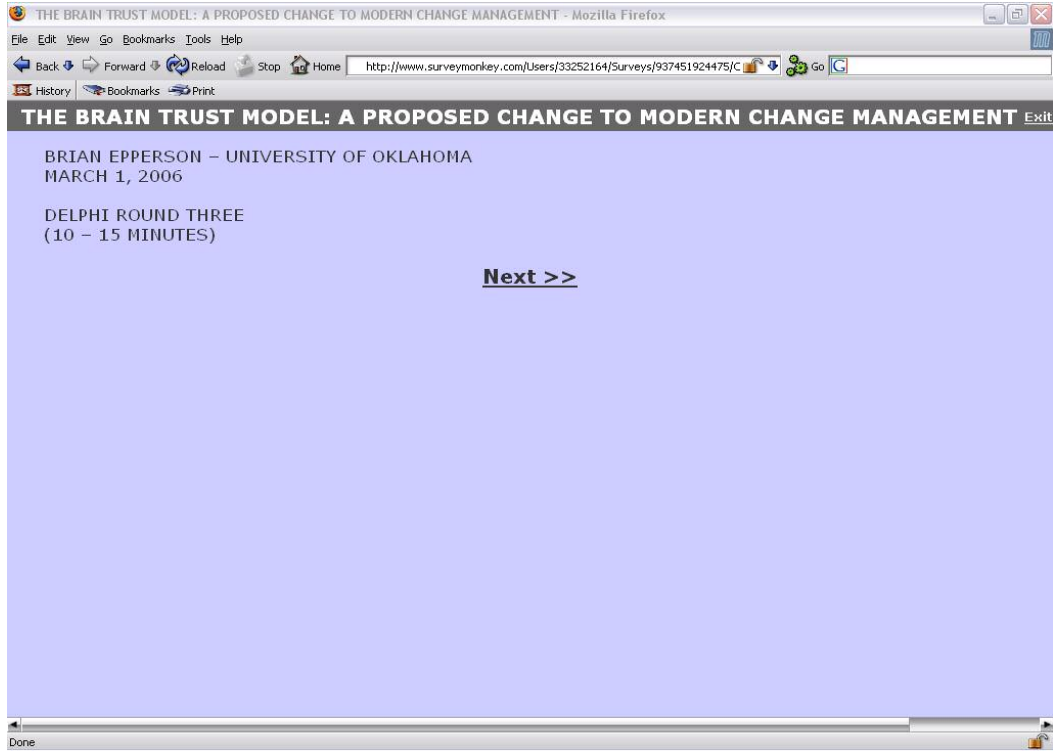 THE BRAIN TRUST MODEL: A PROPOSED CHANGE TO MODERN CHANGE MANAGEMENT - Mozilla Firefox
File Edit View Go Bookmarks Tools Help
Back Forward Reload Stop Home http://www.surveymonkey.com/Users/33252164/Surveys/937451924475/C Go G
History Bookmarks Print
THE BRAIN TRUST MODEL: A PROPOSED CHANGE TO MODERN CHANGE MANAGEMENT Exit
BRIAN EPPERSON – UNIVERSITY OF OKLAHOMA
MARCH 1, 2006
DELPHI ROUND THREE
(10 – 15 MINUTES)
Next >>
Done